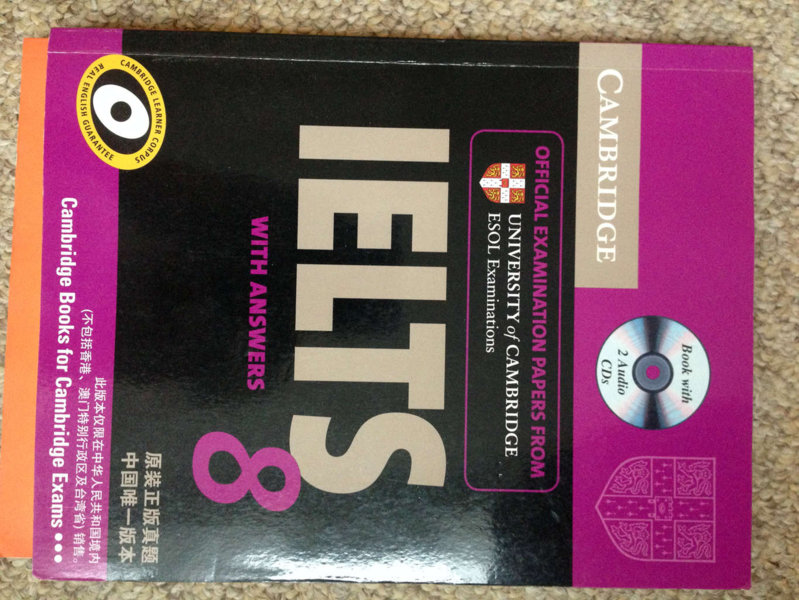 CAMBRIDGE
Book with
2 Audio
CDs
OFFICIAL EXAMINATION PAPERS FROM
UNIVERSITY of CAMBRIDGE
ESOL Examinations
IELTS
8
WITH ANSWERS
原装正版真题
中国唯一版本
CAMBRIDGE LEARNER CORPUS
REAL ENGLISH GUARANTEE
此版本仅限在中华人民共和国境内
(不包括香港、澳门特别行政区及台湾省) 销售。
Cambridge Books for Cambridge Exams •••